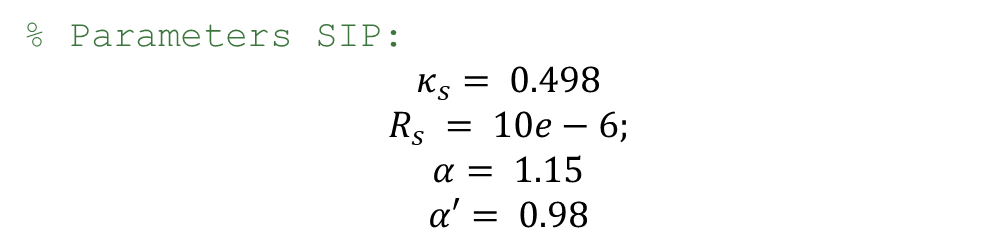 % Parameters SIP:
κₛ = 0.498
Rₛ = 10e − 6;
α = 1.15
α′ = 0.98